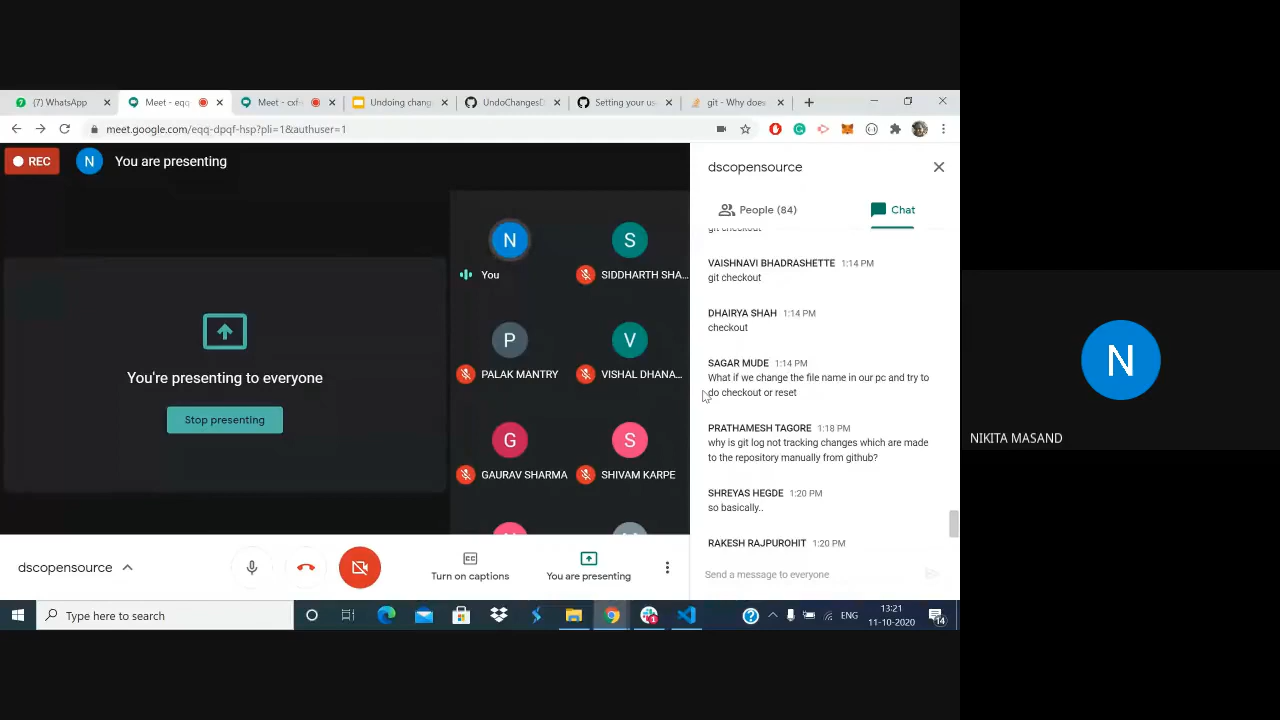 (7) WhatsApp
Meet - eqq
Meet - cxf-
Undoing chang
UndoChangesD
Setting your us
git - Why does
meet.google.com/eqq-dpqf-hsp?pli=1&authuser=1
REC
N
You are presenting
dscopensource
People (84)
Chat
N
You
S
SIDDHARTH SHA...
P
PALAK MANTRY
V
VISHAL DHANA...
G
GAURAV SHARMA
S
SHIVAM KARPE
You're presenting to everyone
Stop presenting
git checkout
VAISHNAVI BHADRASHETTE 1:14 PM
git checkout
DHAIRYA SHAH 1:14 PM
checkout
SAGAR MUDE 1:14 PM
What if we change the file name in our pc and try to
do checkout or reset
PRATHAMESH TAGORE 1:18 PM
why is git log not tracking changes which are made
to the repository manually from github?
SHREYAS HEGDE 1:20 PM
so basically..
RAKESH RAJPUROHIT 1:20 PM
Send a message to everyone
dscopensource
Turn on captions
You are presenting
Type here to search
ENG
13:21
11-10-2020
14
N
NIKITA MASAND